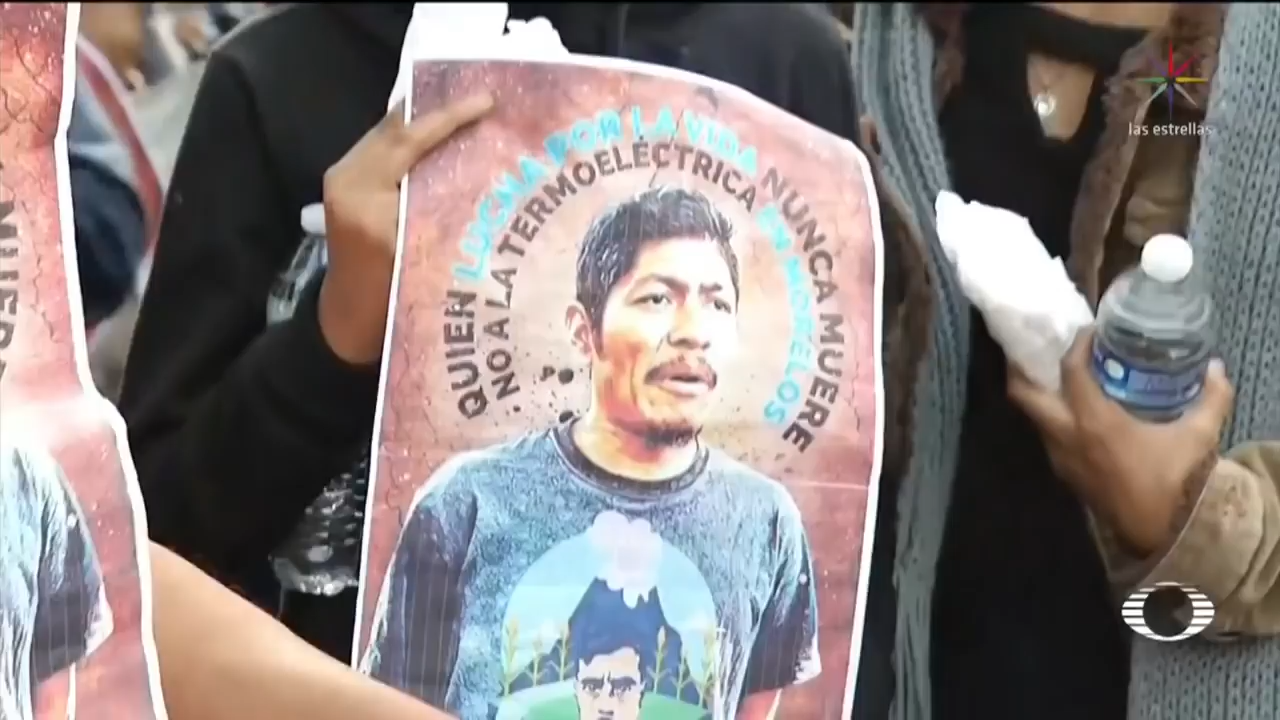 QUIEN LUCHA POR LA VIDA NUNCA MUERE
·NO A LA TERMOELÉCTRICA EN MORELOS
las estrellas